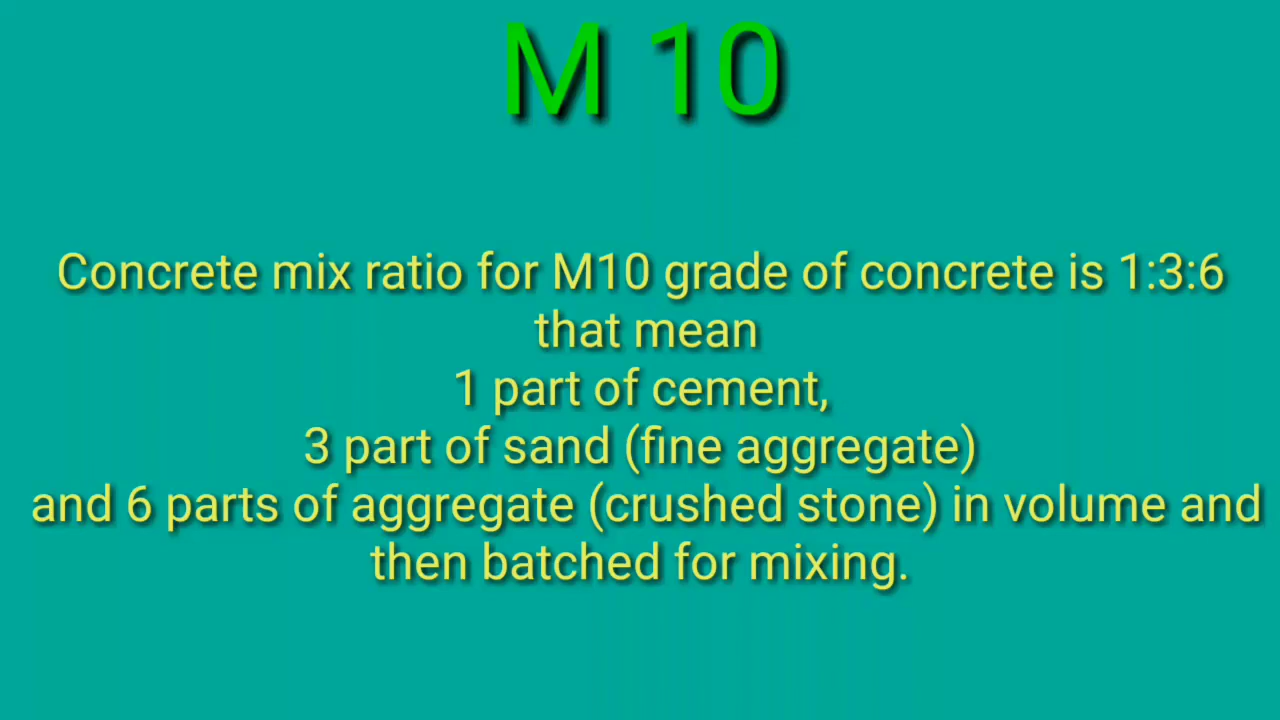 M 10
Concrete mix ratio for M10 grade of concrete is 1:3:6
that mean
1 part of cement,
3 part of sand (fine aggregate)
and 6 parts of aggregate (crushed stone) in volume and
then batched for mixing.